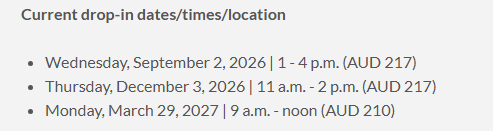 Current drop-in dates/times/location
• Wednesday, September 2, 2026 | 1 - 4 p.m. (AUD 217)
• Thursday, December 3, 2026 | 11 a.m. - 2 p.m. (AUD 217)
• Monday, March 29, 2027 | 9 a.m. - noon (AUD 210)